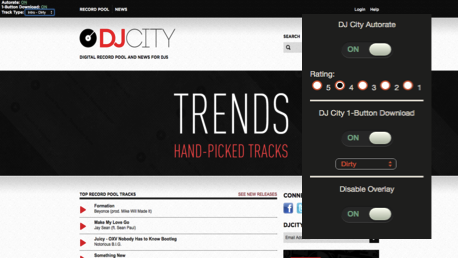 Autorate: ON
1-Button Download: ON
Track Type: Intro - Dirty
RECORD POOL NEWS
Login Help
DJCITY
DIGITAL RECORD POOL AND NEWS FOR DJS
SEARCH
TRENDS
HAND-PICKED TRACKS
TOP RECORD POOL TRACKS SEE NEW RELEASES
Formation
Beyonce (prod. Mike Will Made It)
Make My Love Go
Jay Sean (ft. Sean Paul)
Juicy - OXV Nobody Has to Know Bootleg
Notorious B.I.G.
Something New
CONNE
DJCITY
Email Addr
DJ City Autorate
ON
Rating:
5 4 3 2 1
DJ City 1-Button Download
ON
Dirty
Disable Overlay
ON